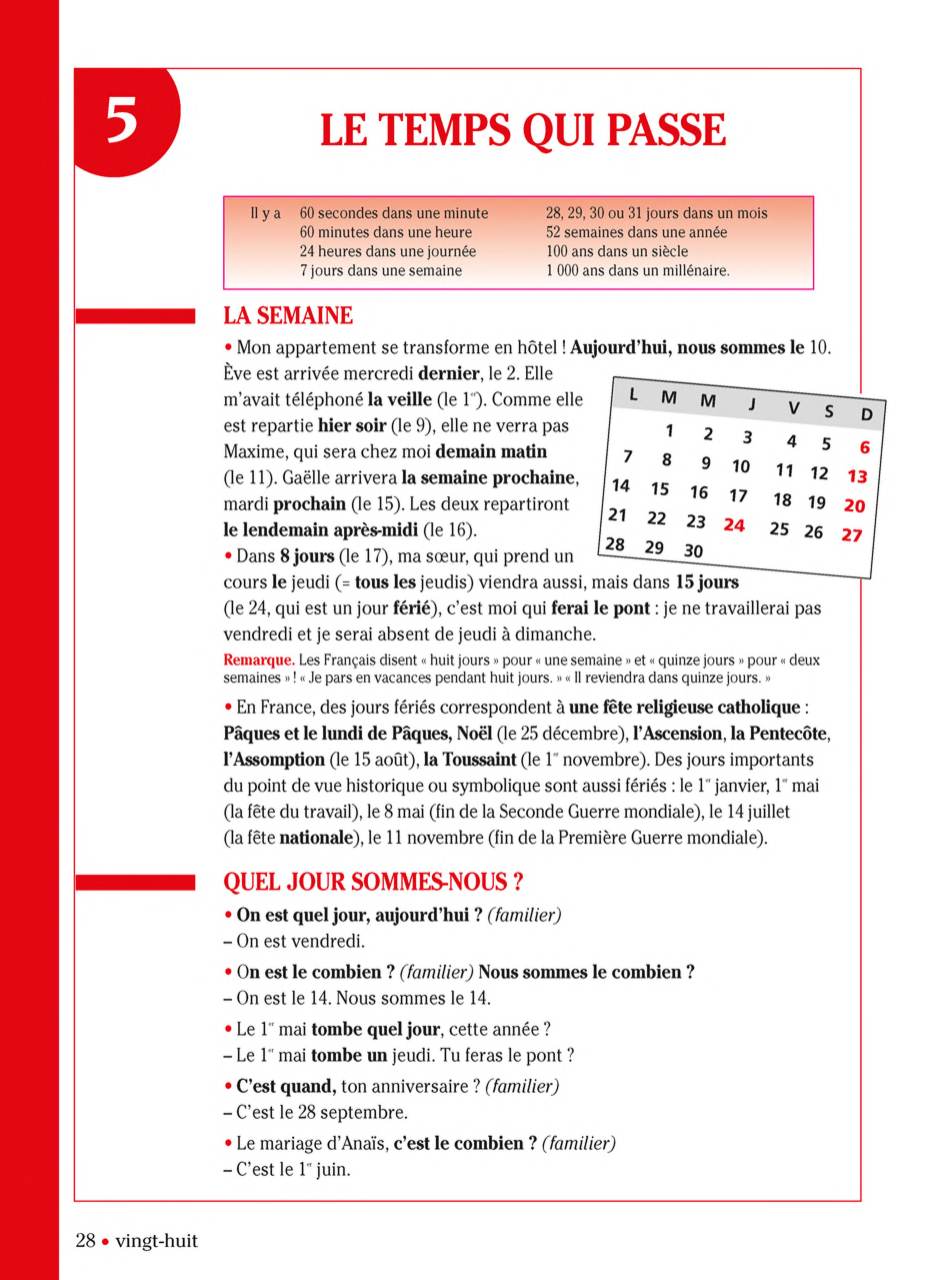 5
LE TEMPS QUI PASSE
Il y a 60 secondes dans une minute 28, 29, 30 ou 31 jours dans un mois
60 minutes dans une heure 52 semaines dans une année
24 heures dans une journée 100 ans dans un siècle
7 jours dans une semaine 1 000 ans dans un millénaire.
LA SEMAINE
• Mon appartement se transforme en hôtel ! Aujourd'hui, nous sommes le 10.
Ève est arrivée mercredi dernier, le 2. Elle
m'avait téléphoné la veille (le 1er). Comme elle
est repartie hier soir (le 9), elle ne verra pas
Maxime, qui sera chez moi demain matin
(le 11). Gaëlle arrivera la semaine prochaine,
mardi prochain (le 15). Les deux repartiront
le lendemain après-midi (le 16).
L M M J V S D
1 2 3 4 5 6
7 8 9 10 11 12 13
14 15 16 17 18 19 20
21 22 23 24 25 26 27
28 29 30
• Dans 8 jours (le 17), ma sœur, qui prend un
cours le jeudi (= tous les jeudis) viendra aussi, mais dans 15 jours
(le 24, qui est un jour férié), c'est moi qui ferai le pont : je ne travaillerai pas
vendredi et je serai absent de jeudi à dimanche.
Remarque. Les Français disent « huit jours » pour « une semaine » et « quinze jours » pour « deux
semaines » ! « Je pars en vacances pendant huit jours. » « Il reviendra dans quinze jours. »
• En France, des jours fériés correspondent à une fête religieuse catholique :
Pâques et le lundi de Pâques, Noël (le 25 décembre), l'Ascension, la Pentecôte,
l'Assomption (le 15 août), la Toussaint (le 1er novembre). Des jours importants
du point de vue historique ou symbolique sont aussi fériés : le 1er janvier, 1er mai
(la fête du travail), le 8 mai (fin de la Seconde Guerre mondiale), le 14 juillet
(la fête nationale), le 11 novembre (fin de la Première Guerre mondiale).
QUEL JOUR SOMMES-NOUS ?
• On est quel jour, aujourd'hui ? (familier)
– On est vendredi.
• On est le combien ? (familier) Nous sommes le combien ?
– On est le 14. Nous sommes le 14.
• Le 1er mai tombe quel jour, cette année ?
– Le 1er mai tombe un jeudi. Tu feras le pont ?
• C'est quand, ton anniversaire ? (familier)
– C'est le 28 septembre.
• Le mariage d'Anaïs, c'est le combien ? (familier)
– C'est le 1er juin.
28 • vingt-huit